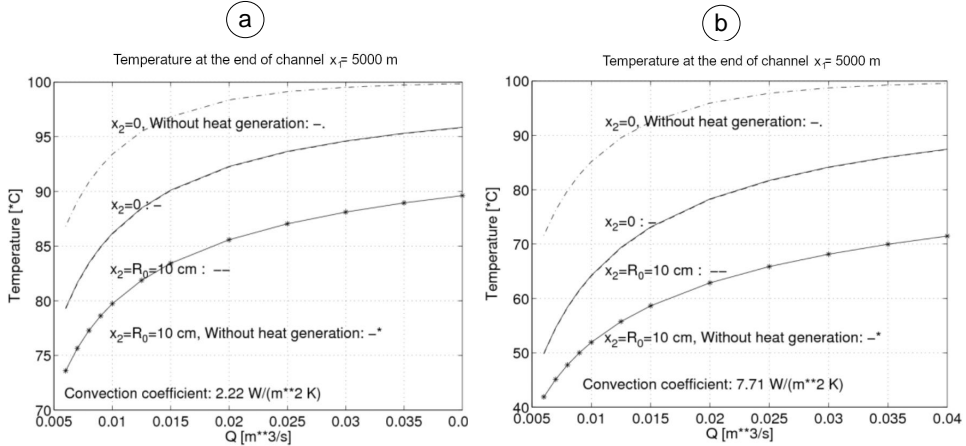 a
Temperature at the end of channel x₁= 5000 m
100
95
90
85
80
75
70
Temperature [*C]
x₂=0, Without heat generation: –.
x₂=0 : –
x₂=R₀=10 cm : ––
x₂=R₀=10 cm, Without heat generation: –*
Convection coefficient: 2.22 W/(m**2 K)
0.005 0.01 0.015 0.02 0.025 0.03 0.035 0.0
Q [m**3/s]
b
Temperature at the end of channel x₁= 5000 m
100
90
80
70
60
50
40
Temperature [*C]
x₂=0, Without heat generation: –.
x₂=0 : –
x₂=R₀=10 cm : ––
x₂=R₀=10 cm, Without heat generation: –*
Convection coefficient: 7.71 W/(m**2 K)
0.005 0.01 0.015 0.02 0.025 0.03 0.035 0.04
Q [m**3/s]